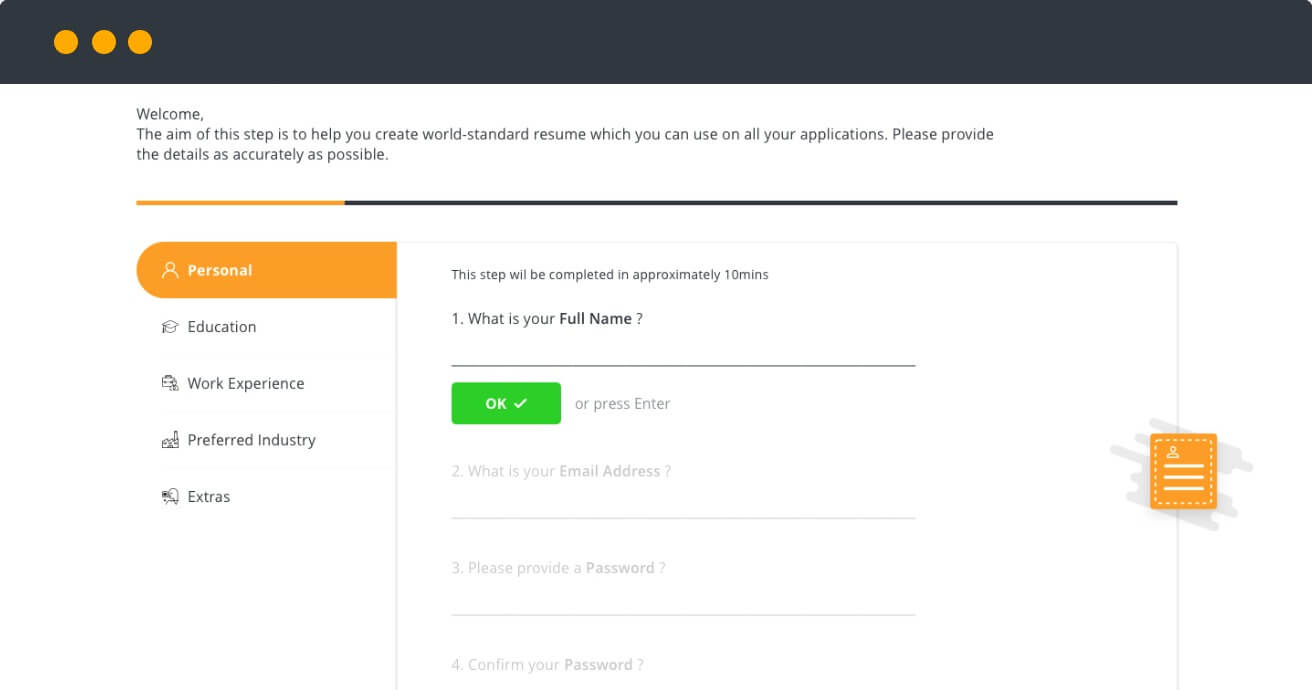 Welcome,
The aim of this step is to help you create world-standard resume which you can use on all your applications. Please provide
the details as accurately as possible.
Personal
Education
Work Experience
Preferred Industry
Extras
This step wil be completed in approximately 10mins
1. What is your Full Name ?
OK or press Enter
2. What is your Email Address ?
3. Please provide a Password ?
4. Confirm your Password ?